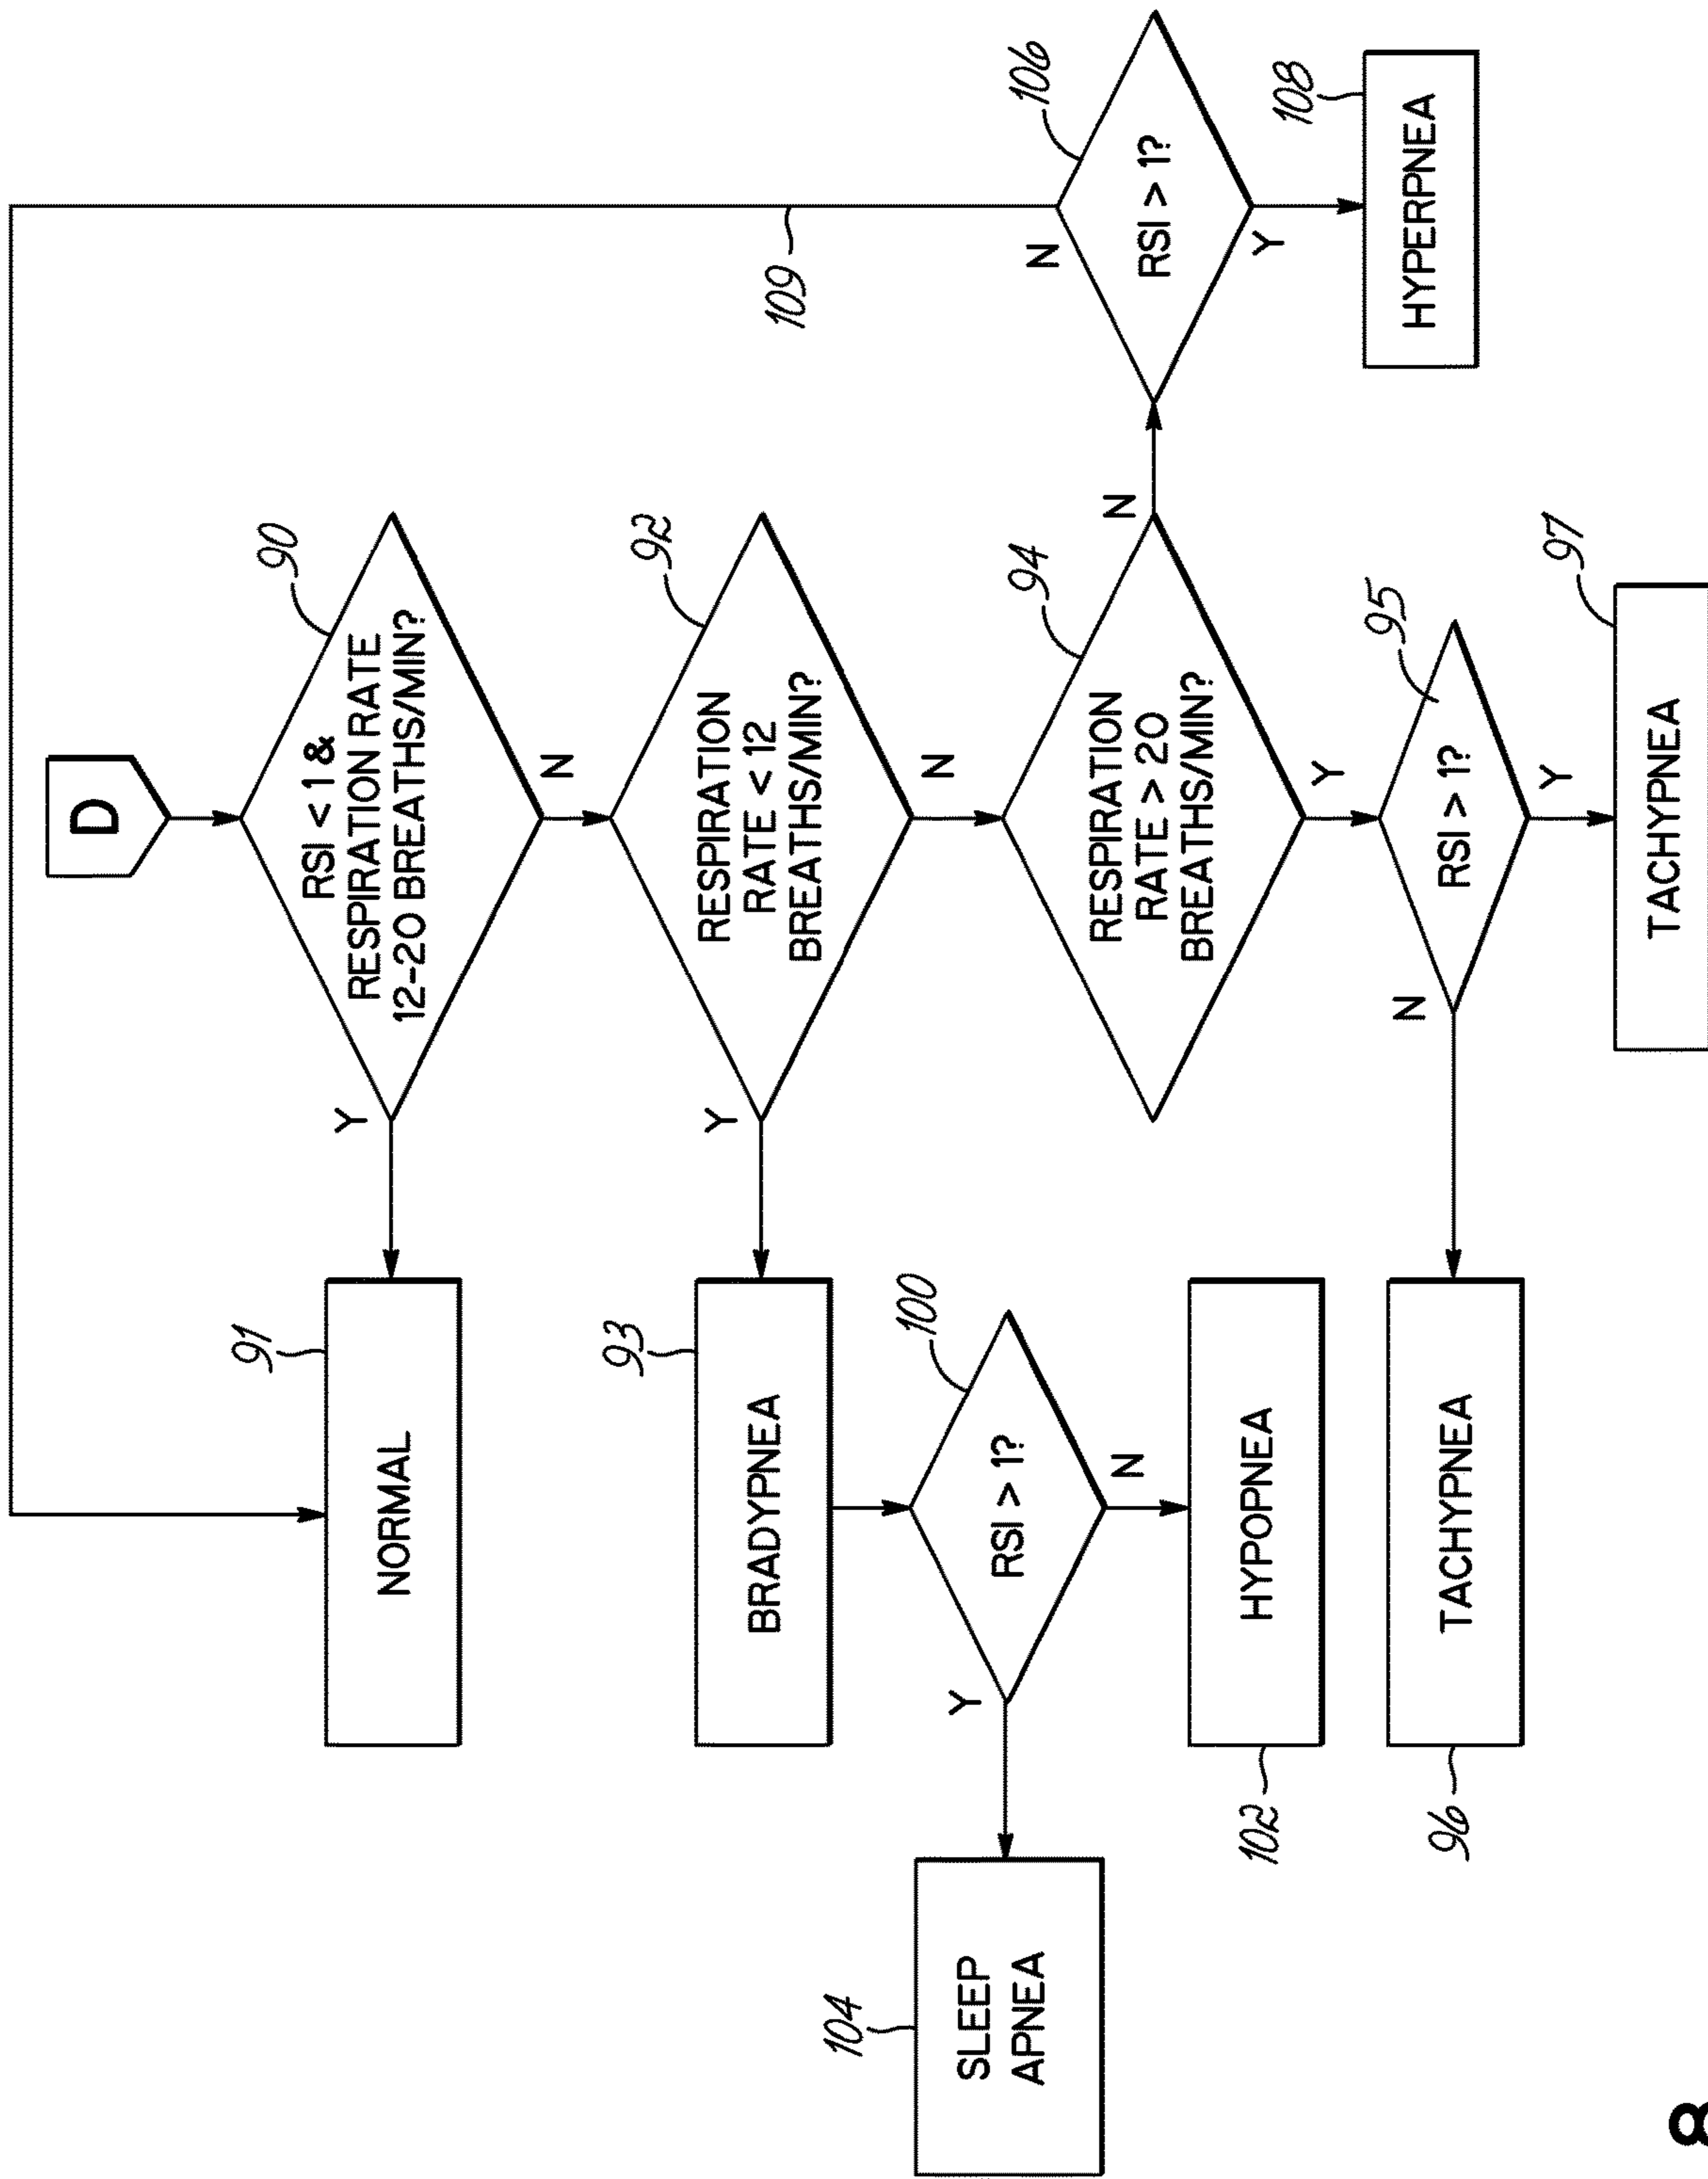 D
90
RSI < 1 &
RESPIRATION RATE
12-20 BREATHS/MIN?
Y
N
91
NORMAL
92
RESPIRATION
RATE < 12
BREATHS/MIN?
Y
N
93
BRADYPNEA
100
RSI > 1?
Y
N
104
SLEEP
APNEA
102
HYPOPNEA
94
RESPIRATION
RATE > 20
BREATHS/MIN?
N
Y
106
RSI > 1?
N
Y
109
108
HYPERPNEA
95
RSI > 1?
N
Y
96
TACHYPNEA
97
TACHYPNEA